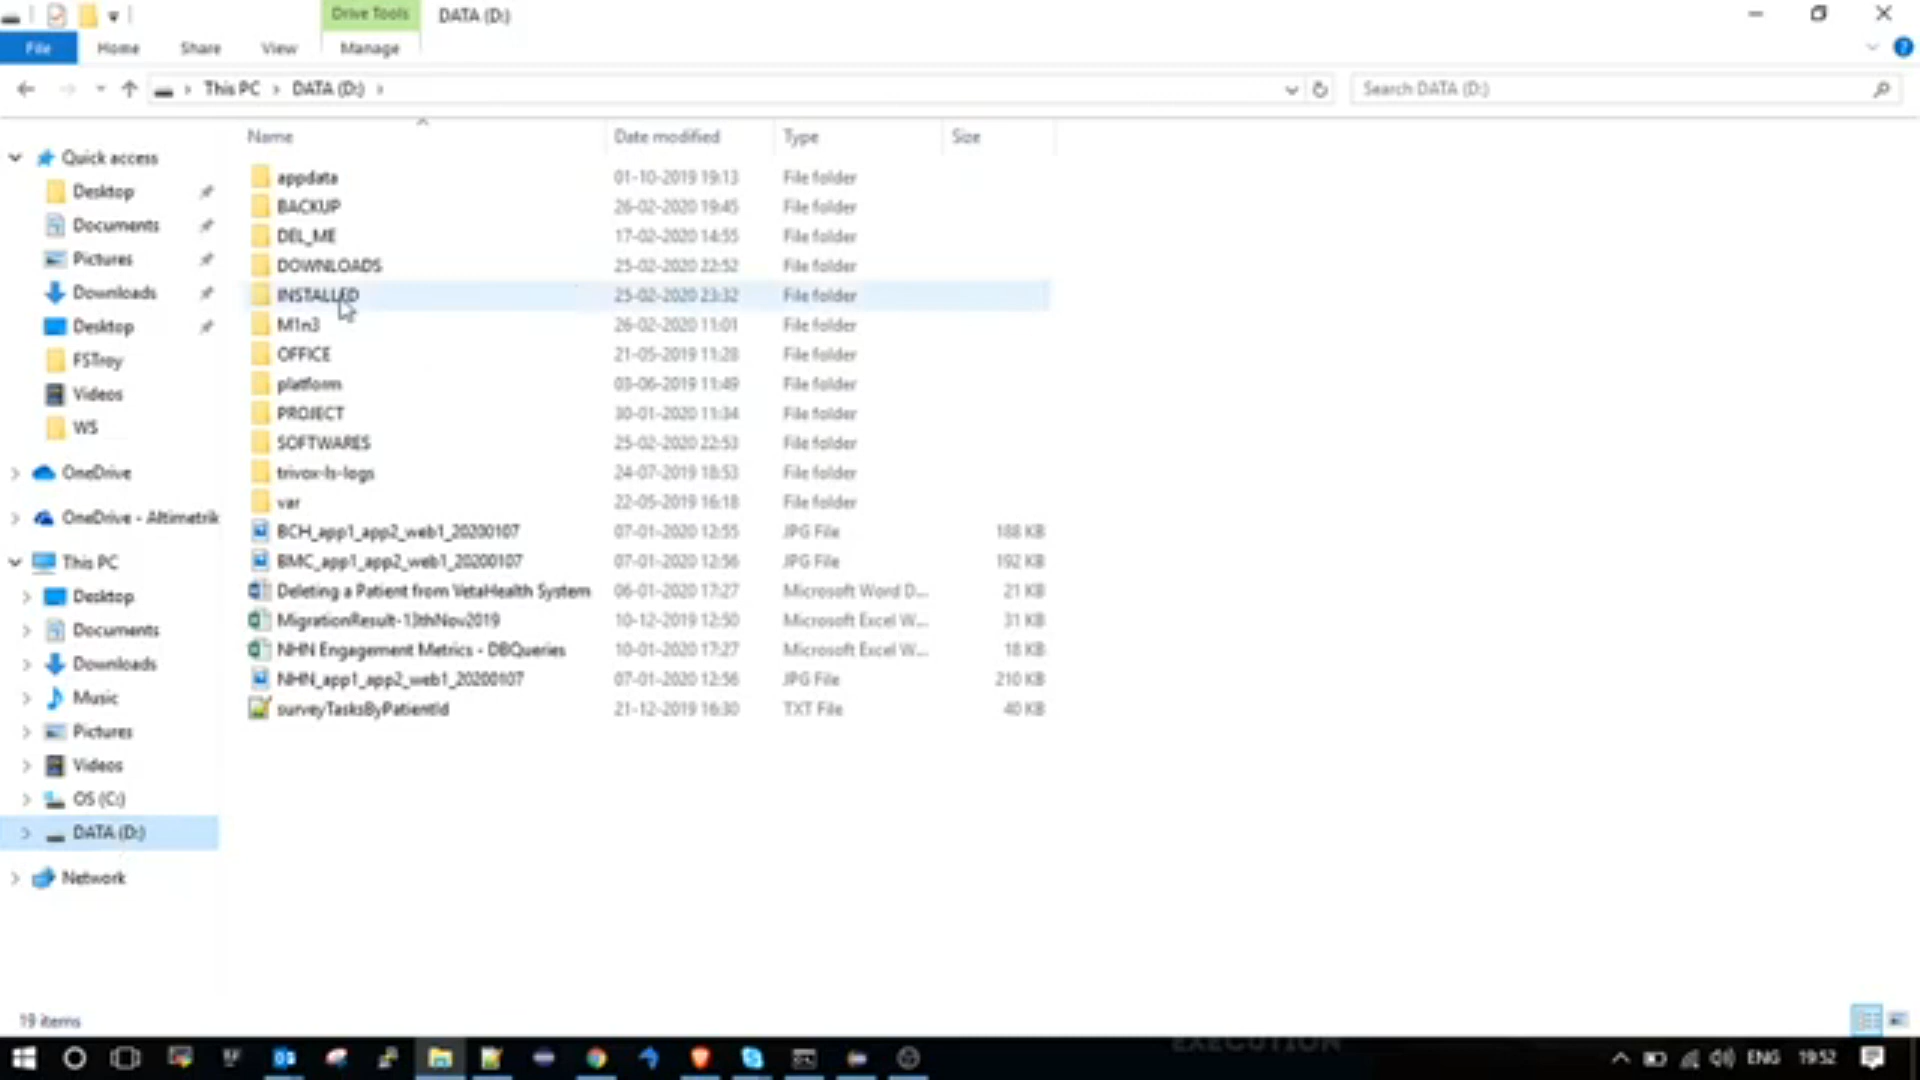 Drive Tools DATA (D:)
File Home Share View Manage
This PC DATA (D:) Search DATA (D:)
Name Date modified Type Size
Quick access
Desktop
Documents
Pictures
Downloads
Desktop
FSTroy
Videos
WS
OneDrive
OneDrive - Altimetrik
This PC
Desktop
Documents
Downloads
Music
Pictures
Videos
OS (C:)
DATA (D:)
Network
appdata 01-10-2019 19:13 File folder
BACKUP 26-02-2020 19:45 File folder
DEL_ME 17-02-2020 14:55 File folder
DOWNLOADS 25-02-2020 22:52 File folder
INSTALLED 25-02-2020 23:32 File folder
M1n3 26-02-2020 11:01 File folder
OFFICE 21-05-2019 11:28 File folder
platform 03-06-2019 11:49 File folder
PROJECT 30-01-2020 11:34 File folder
SOFTWARES 25-02-2020 22:53 File folder
trivox-ls-logs 24-07-2019 18:53 File folder
var 22-05-2019 16:18 File folder
BCH_app1_app2_web1_20200107 07-01-2020 12:55 JPG File 188 KB
BMC_app1_app2_web1_20200107 07-01-2020 12:56 JPG File 192 KB
Deleting a Patient from VetaHealth System 06-01-2020 17:27 Microsoft Word D... 21 KB
MigrationResult-13thNov2019 10-12-2019 12:50 Microsoft Excel W... 31 KB
NHN Engagement Metrics - DBQueries 10-01-2020 17:27 Microsoft Excel W... 18 KB
NHN_app1_app2_web1_20200107 07-01-2020 12:56 JPG File 210 KB
surveyTasksByPatientId 21-12-2019 16:30 TXT File 40 KB
19 items
EXECUTION
ENG 19:52